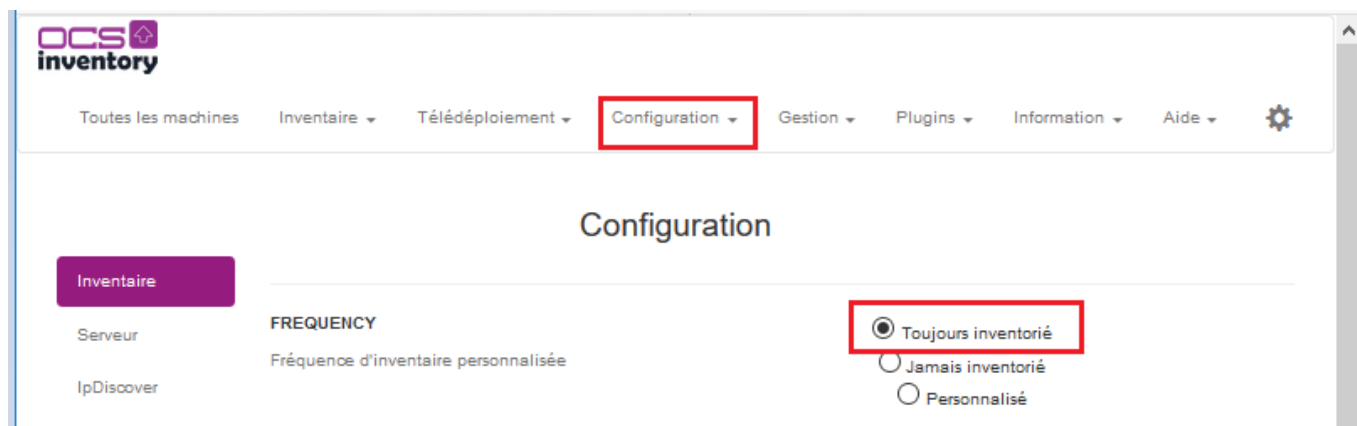 OCS
inventory
Toutes les machines Inventaire Télédéploiement Configuration Gestion Plugins Information Aide
Configuration
Inventaire
Serveur
IpDiscover
FREQUENCY
Fréquence d'inventaire personnalisée
Toujours inventorié
Jamais inventorié
Personnalisé